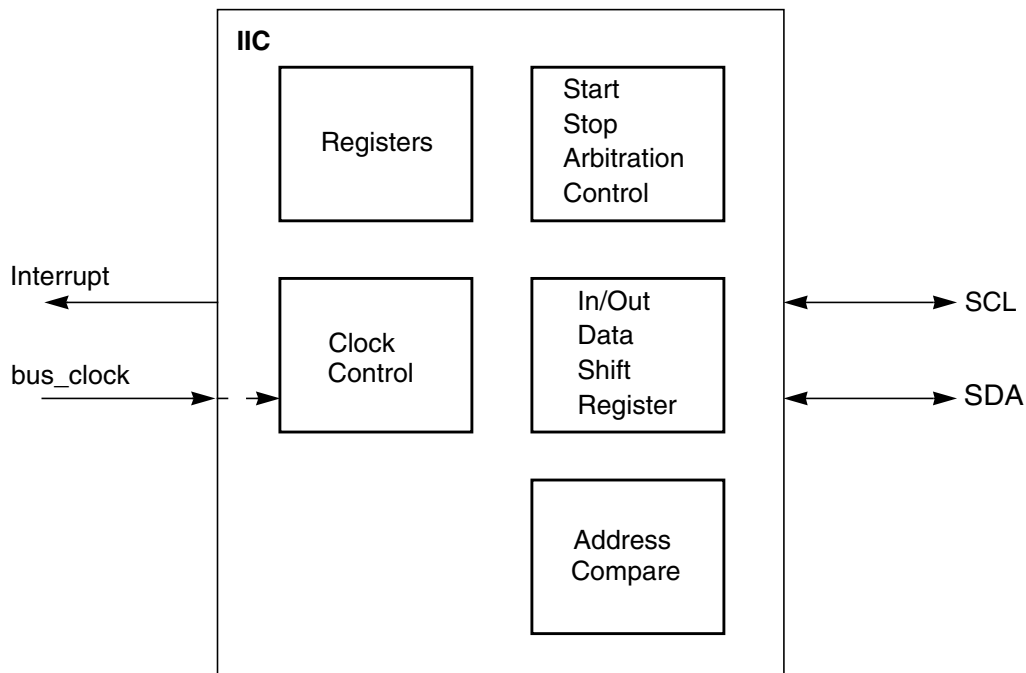 IIC
Registers
Start
Stop
Arbitration
Control
Interrupt
bus_clock
Clock
Control
In/Out
Data
Shift
Register
SCL
SDA
Address
Compare